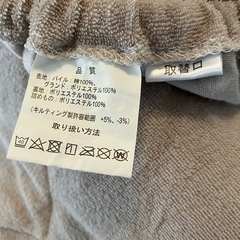 品質
表地：パイル 綿100%
グランド ポリエステル100%
裏地：ポリエステル100%
詰めもの：ポリエステル100%
(キルティング製許容範囲 +5%、-3%)
取り扱い方法
取替口